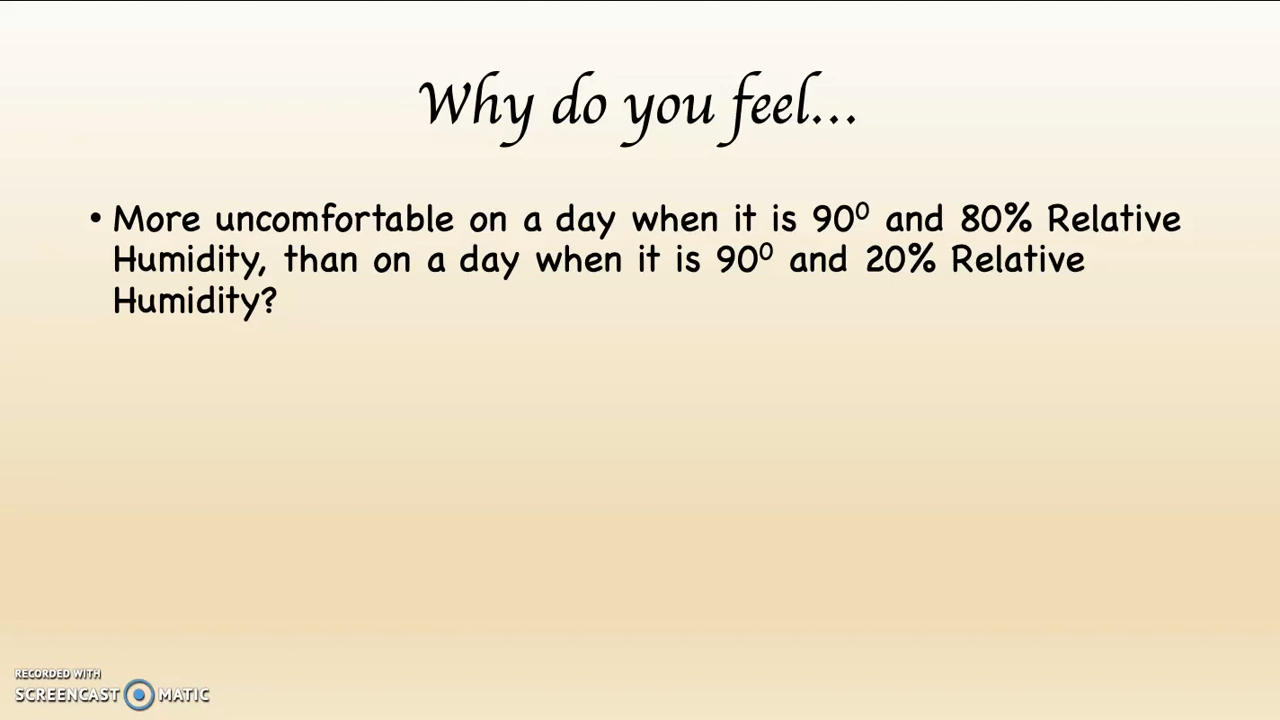 Why do you feel...
• More uncomfortable on a day when it is 90⁰ and 80% Relative
Humidity, than on a day when it is 90⁰ and 20% Relative
Humidity?
RECORDED WITH
SCREENCAST MATIC